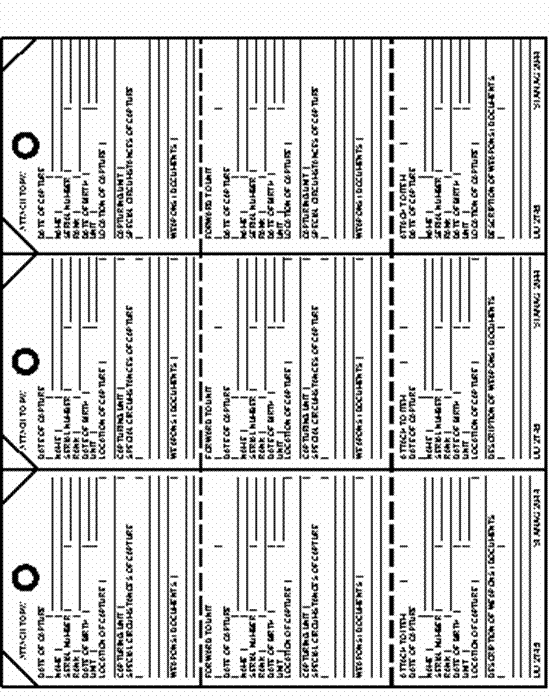 ATTACH TO PW
DATE OF CAPTURE
NAME
SERIAL NUMBER
RANK
DATE OF BIRTH
UNIT
LOCATION OF CAPTURE
CAPTURING UNIT
SPECIAL CIRCUMSTANCES OF CAPTURE
WEAPONS/DOCUMENTS
FORWARD TO UNIT
DATE OF CAPTURE
NAME
SERIAL NUMBER
RANK
DATE OF BIRTH
UNIT
LOCATION OF CAPTURE
CAPTURING UNIT
SPECIAL CIRCUMSTANCES OF CAPTURE
WEAPONS/DOCUMENTS
ATTACH TO ITEM
DATE OF CAPTURE
NAME
SERIAL NUMBER
RANK
DATE OF BIRTH
UNIT
LOCATION OF CAPTURE
DESCRIPTION OF WEAPONS/DOCUMENTS
DD 2745 STANAG 2044
ATTACH TO PW
DATE OF CAPTURE
NAME
SERIAL NUMBER
RANK
DATE OF BIRTH
UNIT
LOCATION OF CAPTURE
CAPTURING UNIT
SPECIAL CIRCUMSTANCES OF CAPTURE
WEAPONS/DOCUMENTS
FORWARD TO UNIT
DATE OF CAPTURE
NAME
SERIAL NUMBER
RANK
DATE OF BIRTH
UNIT
LOCATION OF CAPTURE
CAPTURING UNIT
SPECIAL CIRCUMSTANCES OF CAPTURE
WEAPONS/DOCUMENTS
ATTACH TO ITEM
DATE OF CAPTURE
NAME
SERIAL NUMBER
RANK
DATE OF BIRTH
UNIT
LOCATION OF CAPTURE
DESCRIPTION OF WEAPONS/DOCUMENTS
DD 2745 STANAG 2044
ATTACH TO PW
DATE OF CAPTURE
NAME
SERIAL NUMBER
RANK
DATE OF BIRTH
UNIT
LOCATION OF CAPTURE
CAPTURING UNIT
SPECIAL CIRCUMSTANCES OF CAPTURE
WEAPONS/DOCUMENTS
FORWARD TO UNIT
DATE OF CAPTURE
NAME
SERIAL NUMBER
RANK
DATE OF BIRTH
UNIT
LOCATION OF CAPTURE
CAPTURING UNIT
SPECIAL CIRCUMSTANCES OF CAPTURE
WEAPONS/DOCUMENTS
ATTACH TO ITEM
DATE OF CAPTURE
NAME
SERIAL NUMBER
RANK
DATE OF BIRTH
UNIT
LOCATION OF CAPTURE
DESCRIPTION OF WEAPONS/DOCUMENTS
DD 2745 STANAG 2044